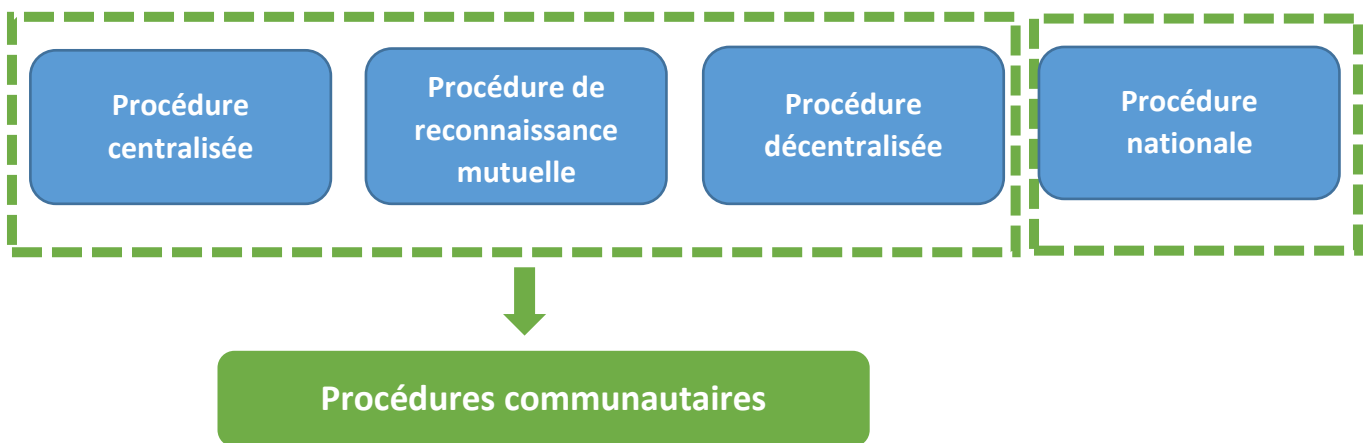 Procédure
centralisée
Procédure de
reconnaissance
mutuelle
Procédure
décentralisée
Procédure
nationale
Procédures communautaires